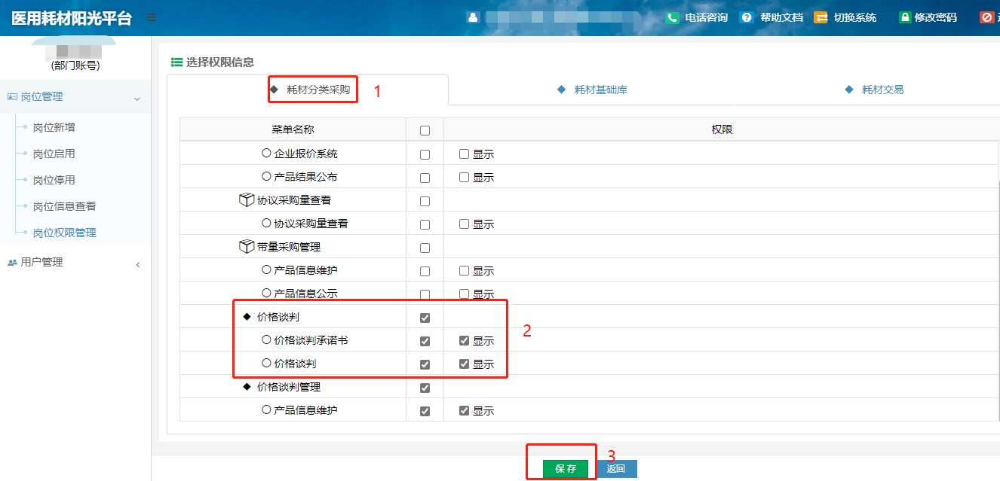 医用耗材阳光平台
电话咨询 帮助文档 切换系统 修改密码
(部门账号)
岗位管理
岗位新增
岗位启用
岗位停用
岗位信息查看
岗位权限管理
用户管理
选择权限信息
耗材分类采购 1 耗材基础库 耗材交易
菜单名称 权限
企业报价系统 显示
产品结果公布 显示
协议采购量查看
协议采购量查看 显示
带量采购管理
产品信息维护 显示
产品信息公示 显示
价格谈判
2
价格谈判承诺书 显示
价格谈判 显示
价格谈判管理
产品信息维护 显示
3
保存 返回